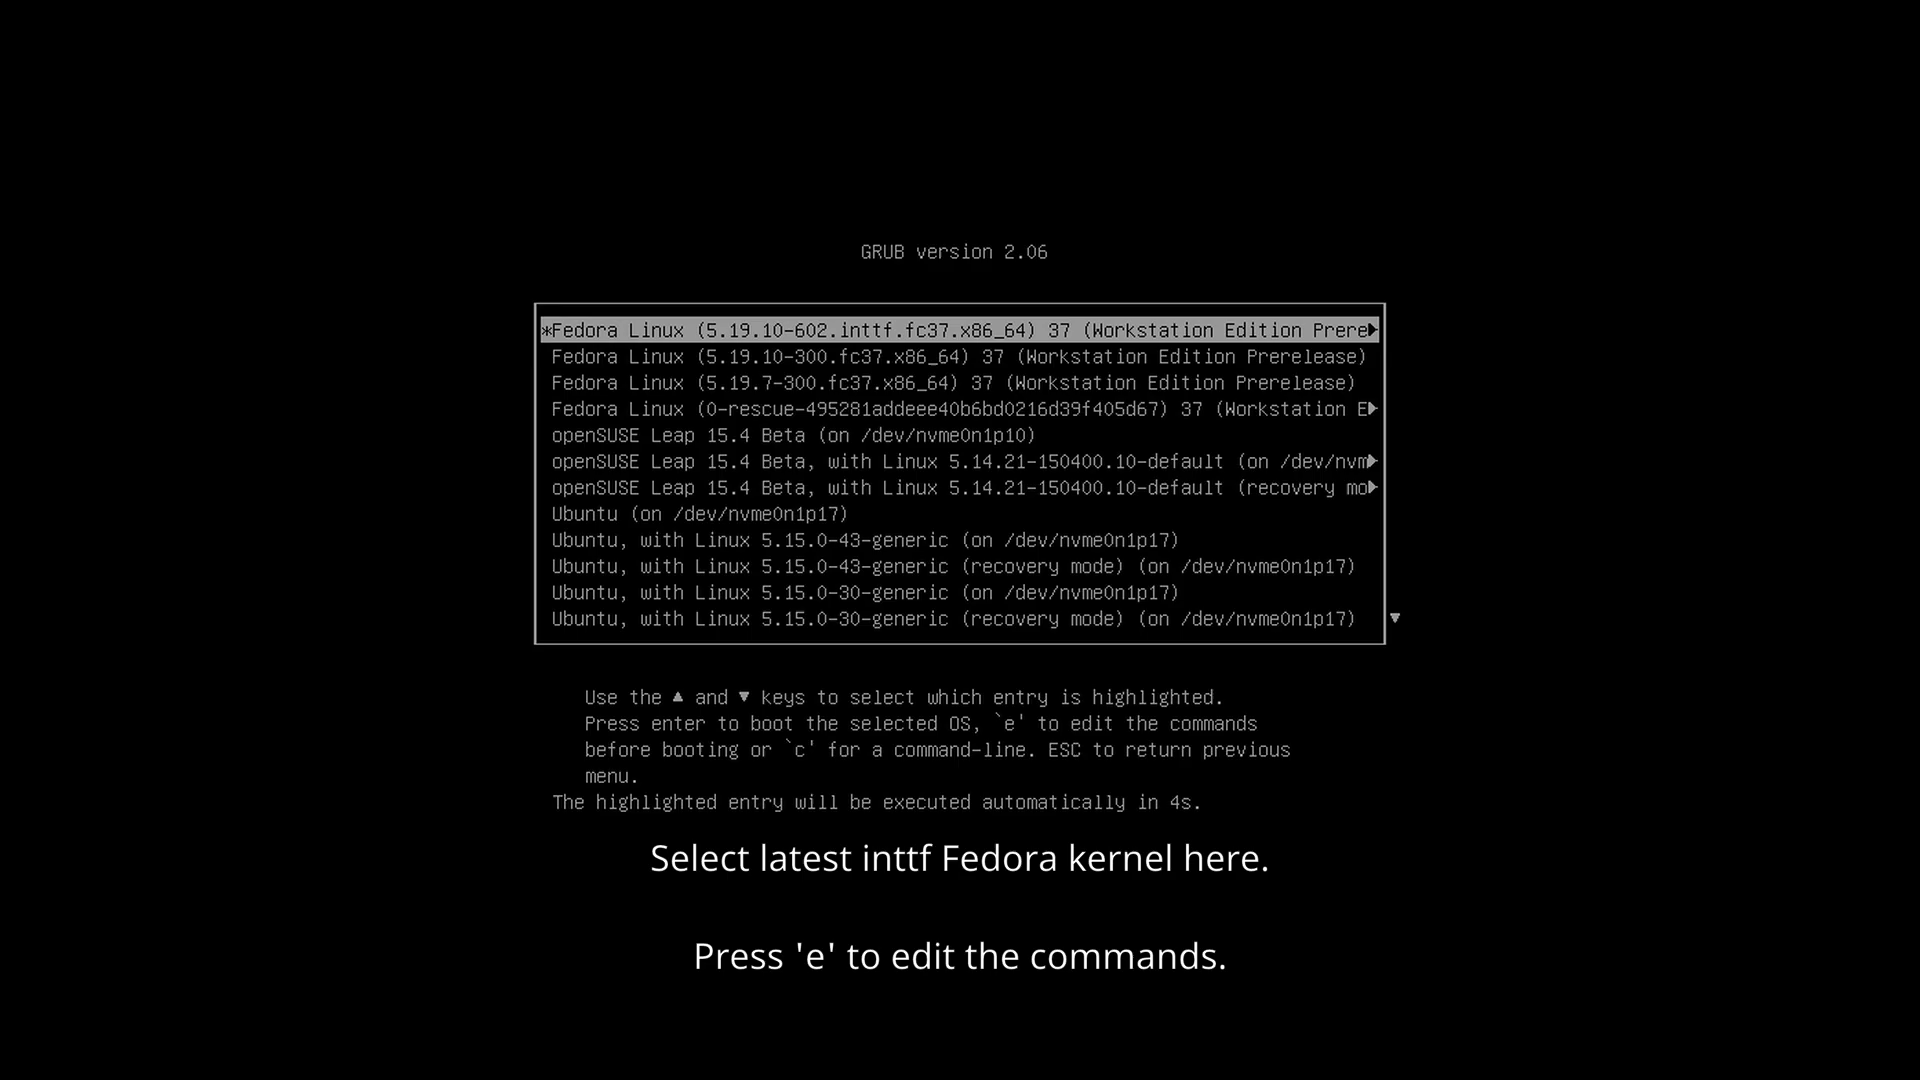 GRUB version 2.06
*Fedora Linux (5.19.10-602.inttf.fc37.x86_64) 37 (Workstation Edition Prere▶
Fedora Linux (5.19.10-300.fc37.x86_64) 37 (Workstation Edition Prerelease)
Fedora Linux (5.19.7-300.fc37.x86_64) 37 (Workstation Edition Prerelease)
Fedora Linux (0-rescue-495281addeee40b6bd0216d39f405d67) 37 (Workstation E▶
openSUSE Leap 15.4 Beta (on /dev/nvme0n1p10)
openSUSE Leap 15.4 Beta, with Linux 5.14.21-150400.10-default (on /dev/nvm▶
openSUSE Leap 15.4 Beta, with Linux 5.14.21-150400.10-default (recovery mo▶
Ubuntu (on /dev/nvme0n1p17)
Ubuntu, with Linux 5.15.0-43-generic (on /dev/nvme0n1p17)
Ubuntu, with Linux 5.15.0-43-generic (recovery mode) (on /dev/nvme0n1p17)
Ubuntu, with Linux 5.15.0-30-generic (on /dev/nvme0n1p17)
Ubuntu, with Linux 5.15.0-30-generic (recovery mode) (on /dev/nvme0n1p17) ▼
Use the ▲ and ▼ keys to select which entry is highlighted.
Press enter to boot the selected OS, `e' to edit the commands
before booting or `c' for a command-line. ESC to return previous
menu.
The highlighted entry will be executed automatically in 4s.
Select latest inttf Fedora kernel here.
Press 'e' to edit the commands.